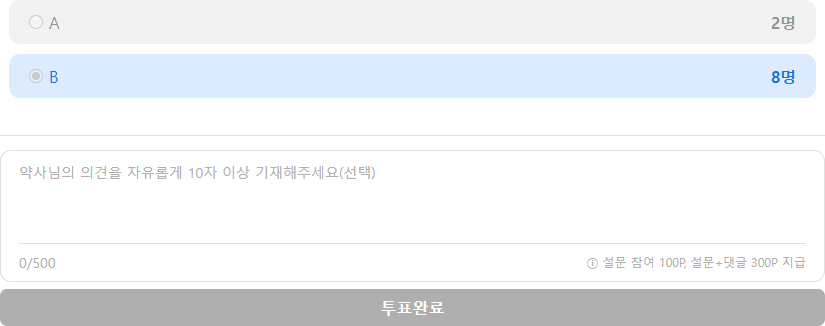 A 2명
B 8명
약사님의 의견을 자유롭게 10자 이상 기재해주세요(선택)
0/500 ⓘ 설문 참여 100P, 설문+댓글 300P 지급
투표완료